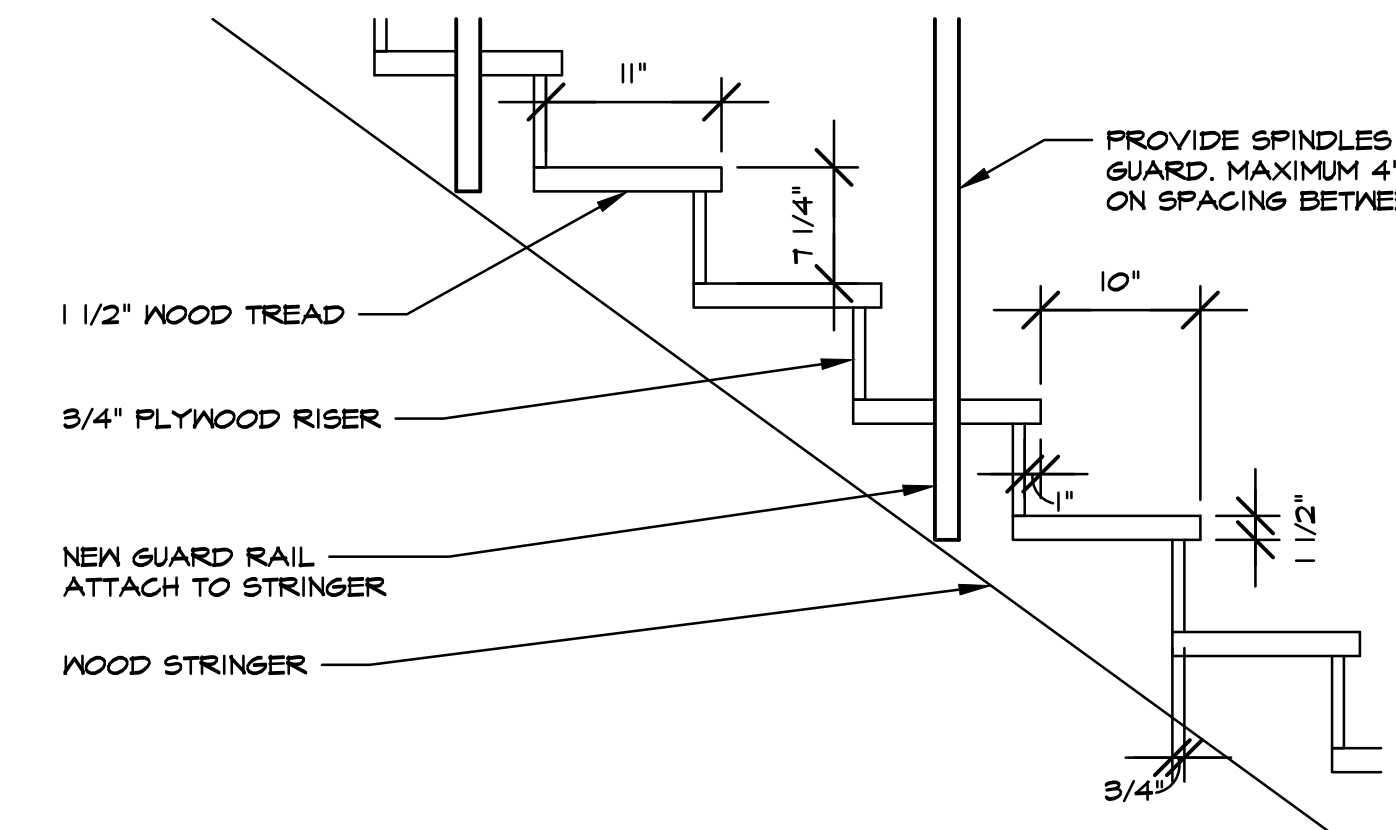 11"
PROVIDE SPINDLES
GUARD. MAXIMUM 4"
ON SPACING BETWEE
7 1/4"
10"
1 1/2" WOOD TREAD
3/4" PLYWOOD RISER
1"
1 1/2"
NEW GUARD RAIL
ATTACH TO STRINGER
WOOD STRINGER
3/4"